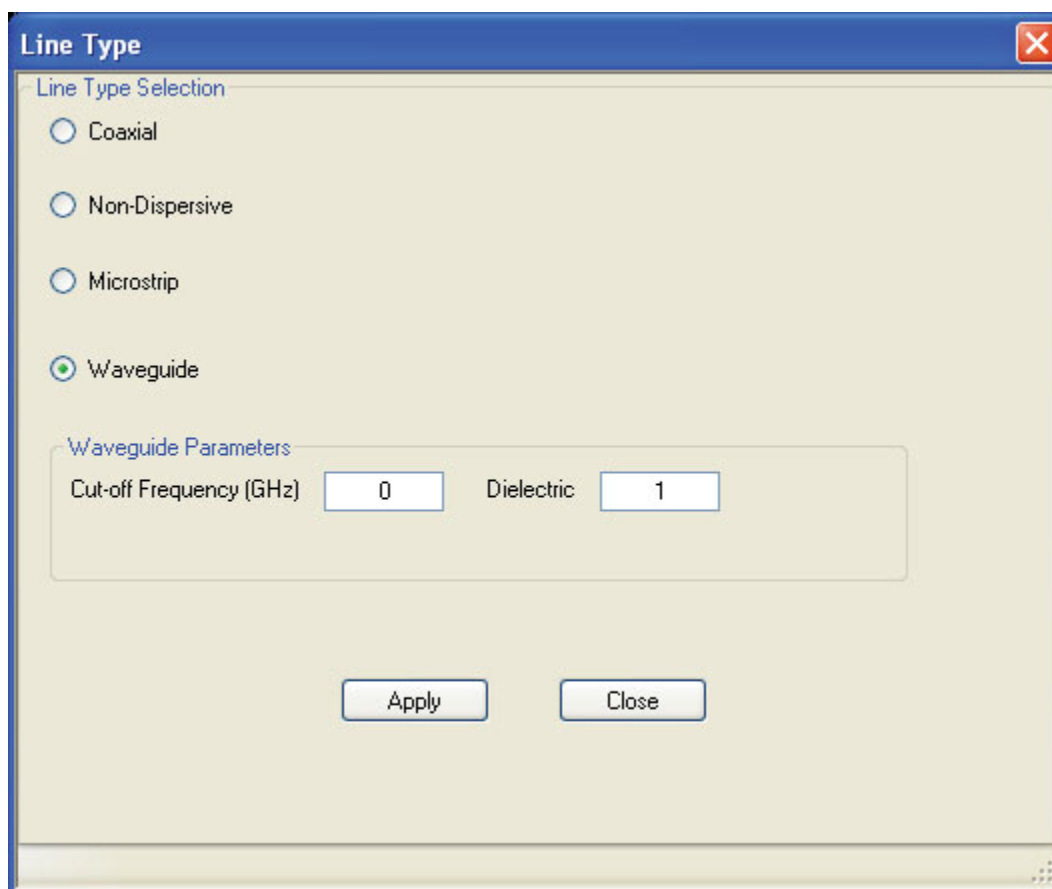 Line Type
Line Type Selection
Coaxial
Non-Dispersive
Microstrip
Waveguide
Waveguide Parameters
Cut-off Frequency (GHz) 0 Dielectric 1
Apply Close